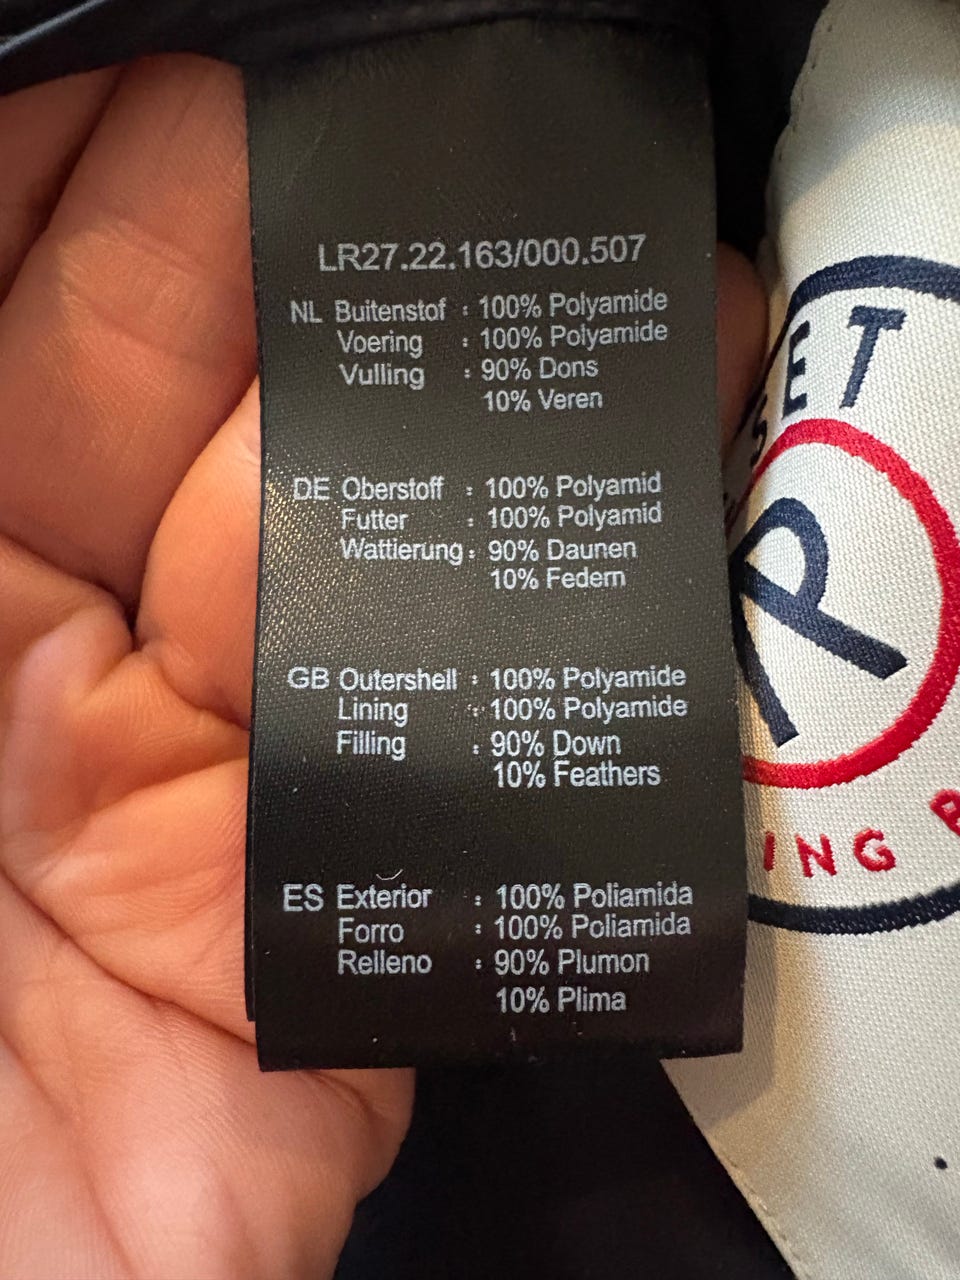 LR27.22.163/000.507
NL Buitenstof : 100% Polyamide
Voering : 100% Polyamide
Vulling : 90% Dons
10% Veren
DE Oberstoff : 100% Polyamid
Futter : 100% Polyamid
Wattierung : 90% Daunen
10% Federn
GB Outershell : 100% Polyamide
Lining : 100% Polyamide
Filling : 90% Down
10% Feathers
ES Exterior : 100% Poliamida
Forro : 100% Poliamida
Relleno : 90% Plumon
10% Plima